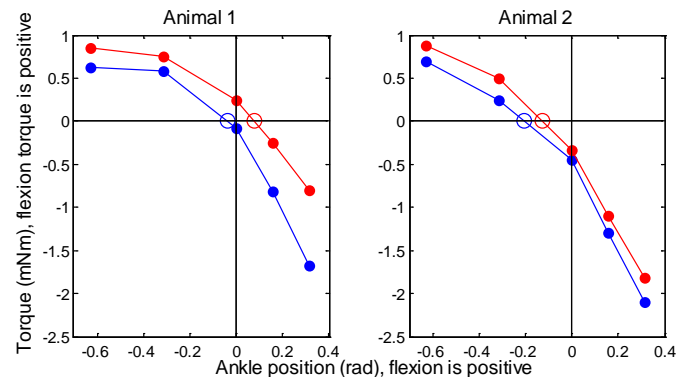 Animal 1
Animal 2
Torque (mNm), flexion torque is positive
1
0.5
0
-0.5
-1
-1.5
-2
-2.5
1
0.5
0
-0.5
-1
-1.5
-2
-2.5
-0.6 -0.4 -0.2 0 0.2 0.4
-0.6 -0.4 -0.2 0 0.2 0.4
Ankle position (rad), flexion is positive